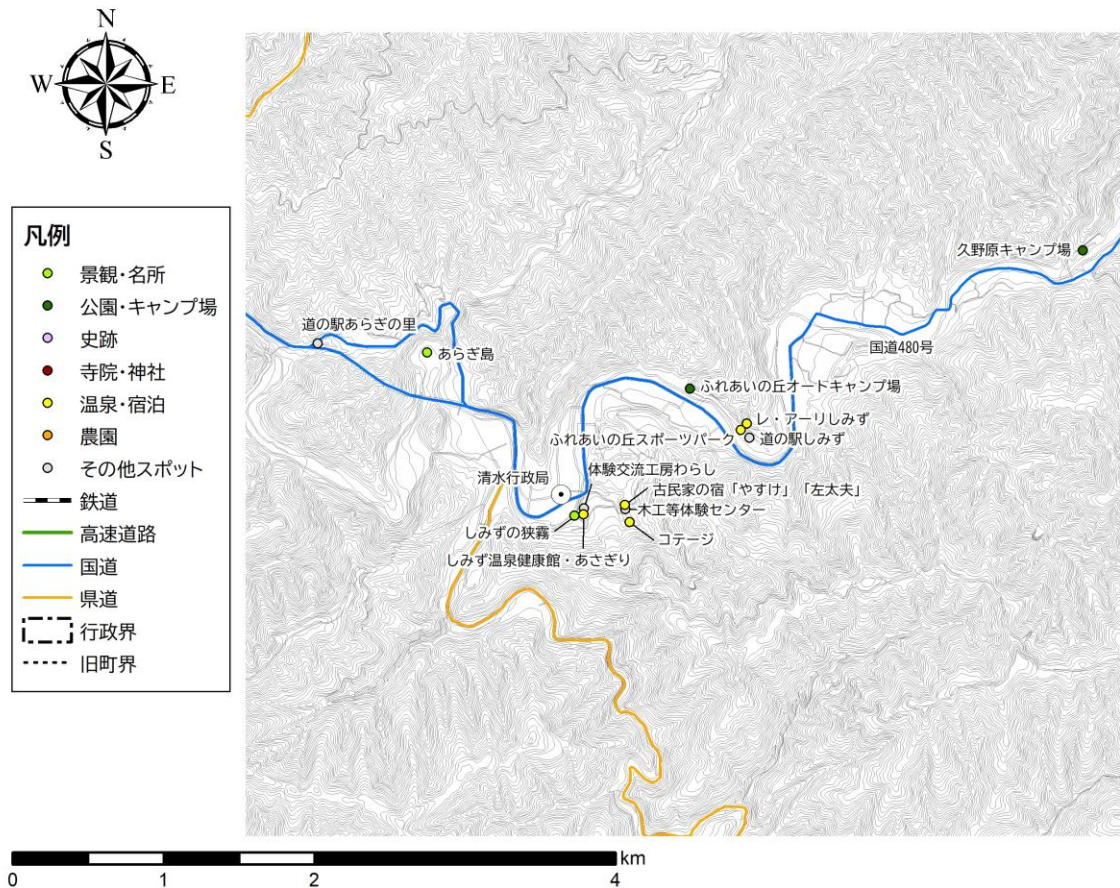 N
W
E
S
凡例
景観・名所
公園・キャンプ場
史跡
寺院・神社
温泉・宿泊
農園
その他スポット
鉄道
高速道路
国道
県道
行政界
旧町界
久野原キャンプ場
道の駅あらぎの里
あらぎ島
国道480号
ふれあいの丘オードキャンプ場
レ・アーリしみず
ふれあいの丘スポーツパーク
道の駅しみず
清水行政局
体験交流工房わらし
古民家の宿「やすけ」「左太夫」
木工等体験センター
しみずの狭霧
コテージ
しみず温泉健康館・あさぎり
km
0 1 2 4